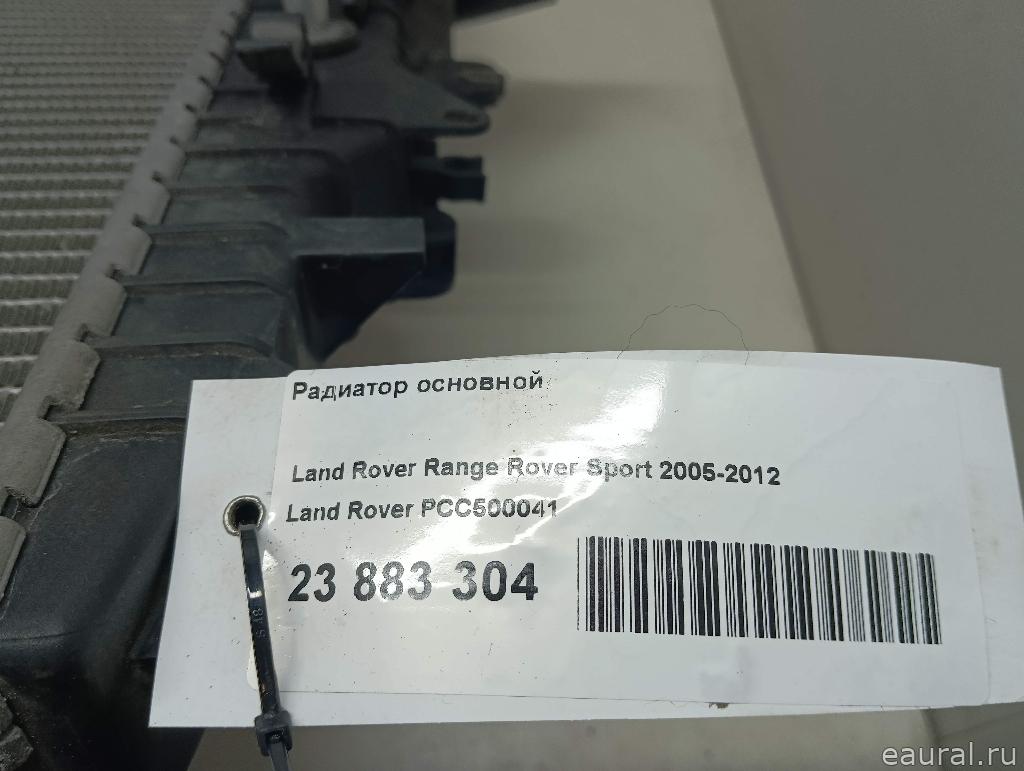 Радиатор основной
Land Rover Range Rover Sport 2005-2012
Land Rover PCC500041
23 883 304
eaural.ru